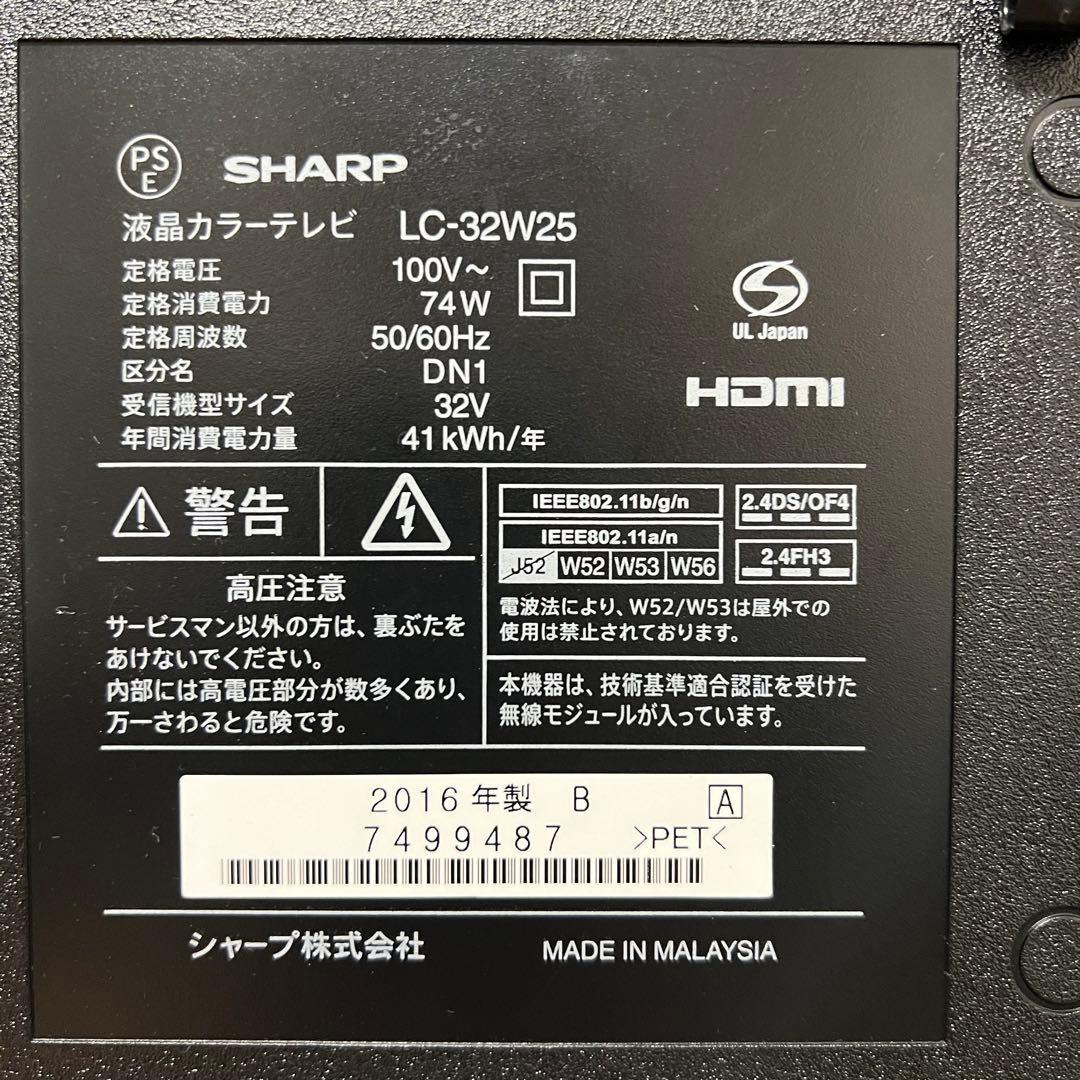 PS
E
SHARP
液晶カラーテレビ LC-32W25
定格電圧 100V～
定格消費電力 74W
定格周波数 50/60Hz
区分名 DN1
受信機型サイズ 32V
年間消費電力量 41kWh/年
UL Japan
HDMI
警告
高圧注意
サービスマン以外の方は、裏ぶたを
あけないでください。
内部には高電圧部分が数多くあり、
万一さわると危険です。
IEEE802.11b/g/n
IEEE802.11a/n
J52 W52 W53 W56
2.4DS/OF4
2.4FH3
電波法により、W52/W53は屋外での
使用は禁止されております。
本機器は、技術基準適合認証を受けた
無線モジュールが入っています。
2016年製 B A
7499487 >PET<
シャープ株式会社 MADE IN MALAYSIA